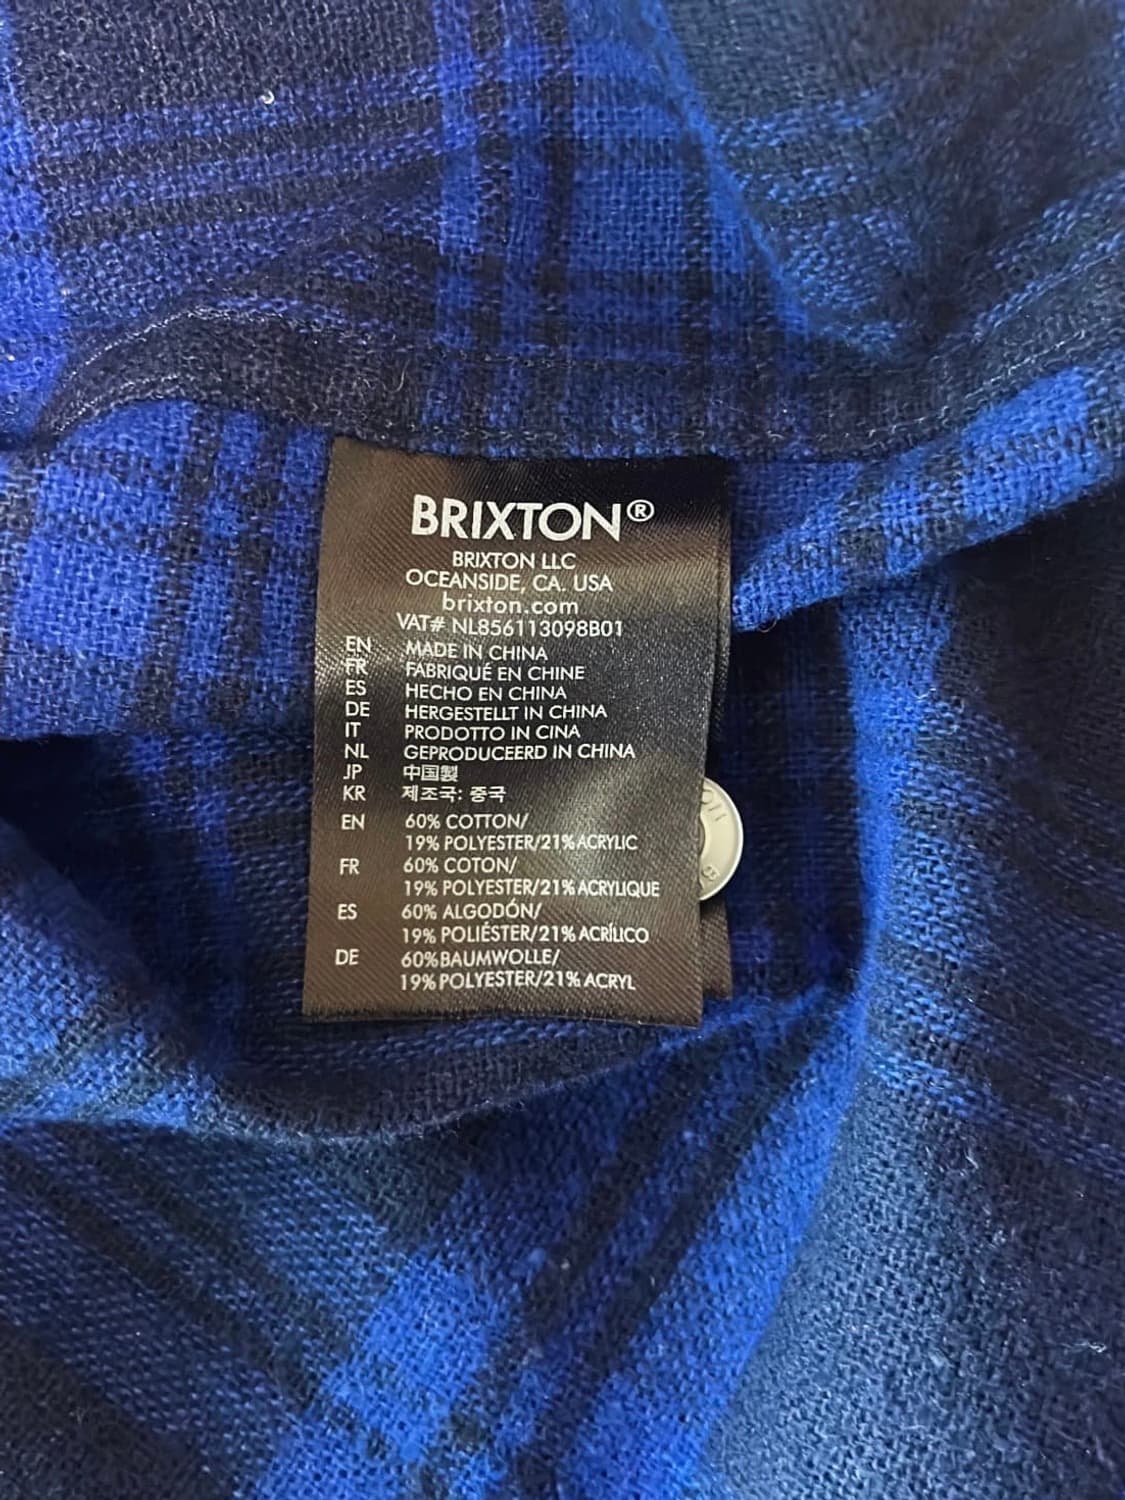 BRIXTON®
BRIXTON LLC
OCEANSIDE, CA. USA
brixton.com
VAT# NL856113098B01
EN MADE IN CHINA
FR FABRIQUÉ EN CHINE
ES HECHO EN CHINA
DE HERGESTELLT IN CHINA
IT PRODOTTO IN CINA
NL GEPRODUCEERD IN CHINA
JP 中国製
KR 제조국: 중국
EN 60% COTTON/
19% POLYESTER/21% ACRYLIC
FR 60% COTON/
19% POLYESTER/21% ACRYLIQUE
ES 60% ALGODÓN/
19% POLIÉSTER/21% ACRÍLICO
DE 60% BAUMWOLLE/
19% POLYESTER/21% ACRYL